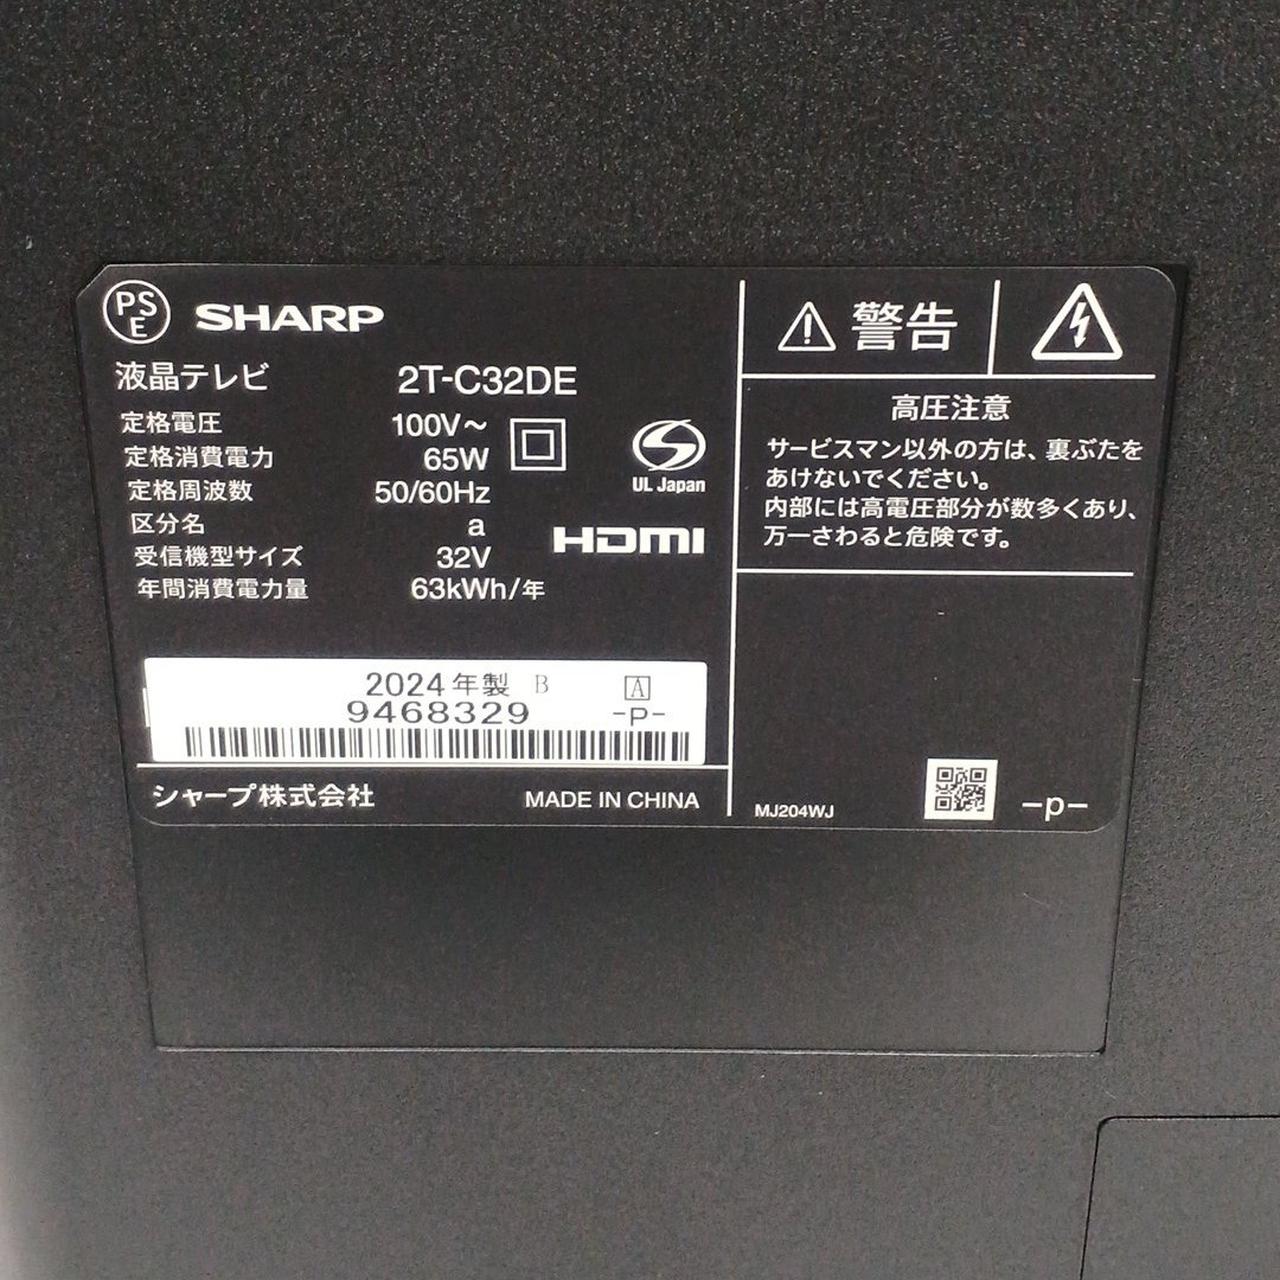 PS
E
SHARP
液晶テレビ 2T-C32DE
定格電圧 100V～
定格消費電力 65W
定格周波数 50/60Hz
区分名 a
受信機型サイズ 32V
年間消費電力量 63kWh/年
UL Japan
HDMI
2024年製 B A
9468329 -P-
シャープ株式会社 MADE IN CHINA
警告
高圧注意
サービスマン以外の方は、裏ぶたを
あけないでください。
内部には高電圧部分が数多くあり、
万一さわると危険です。
MJ204WJ -p-